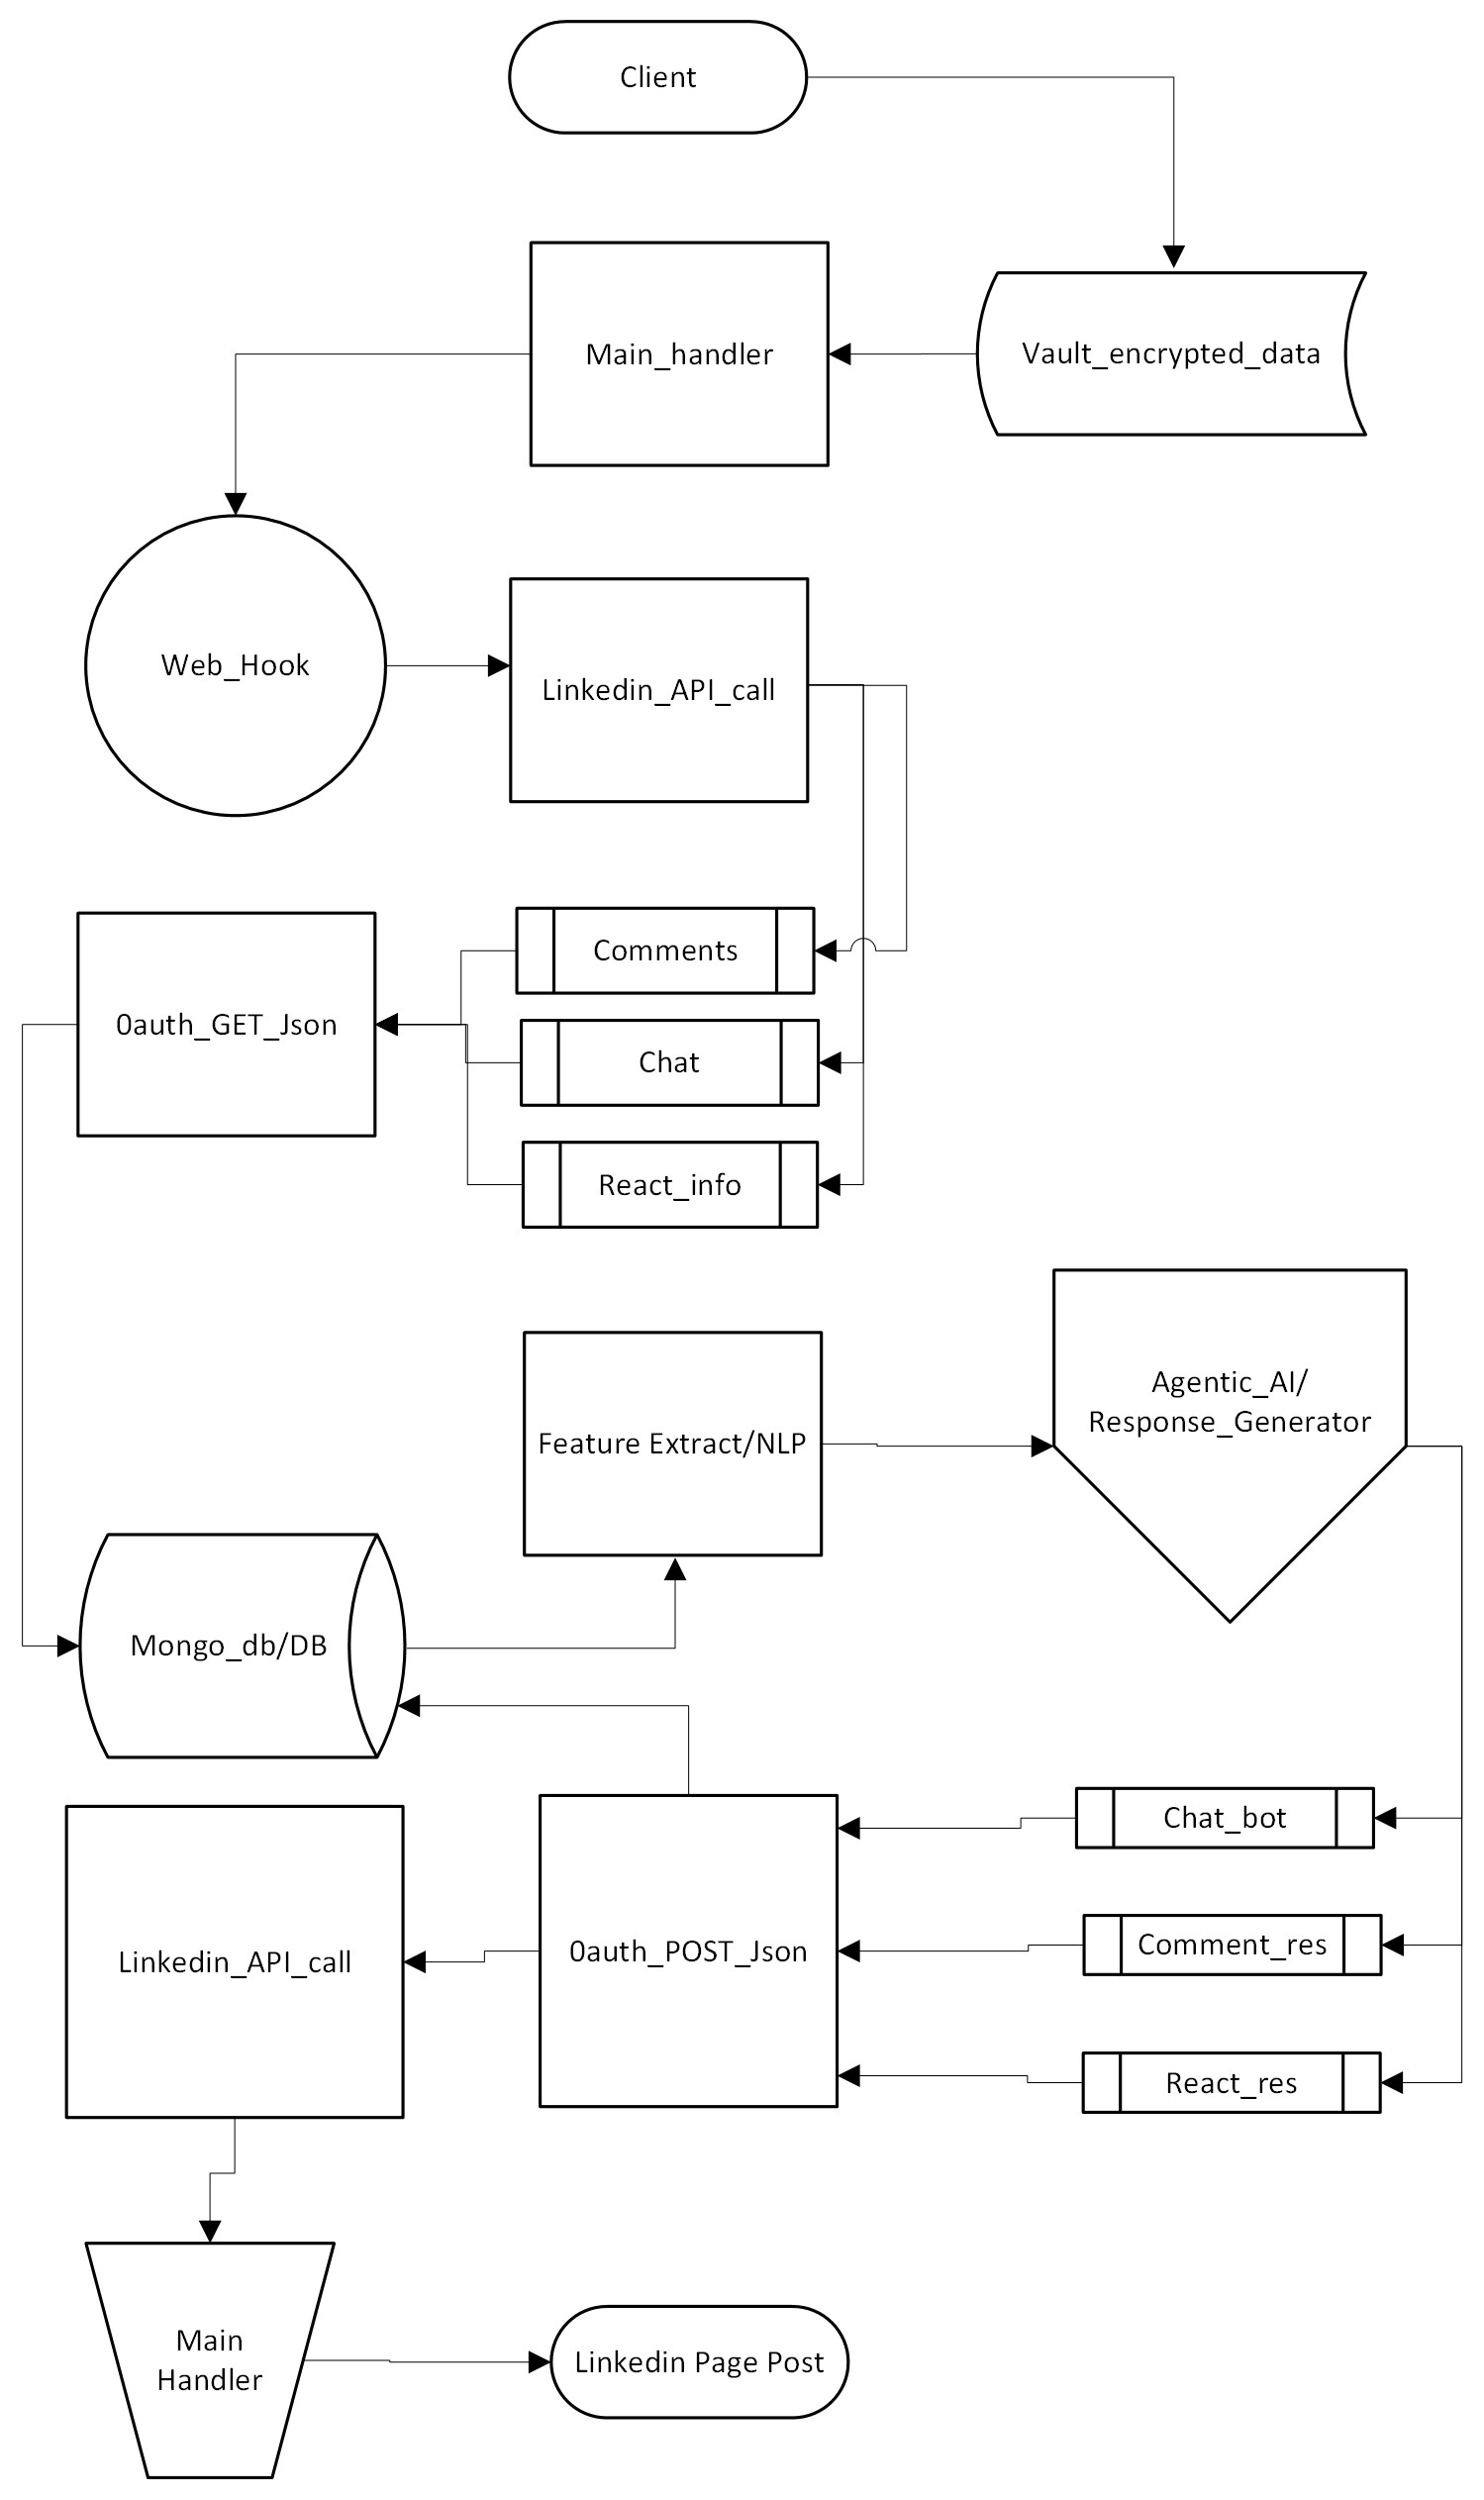 Client
Main_handler
Vault_encrypted_data
Web_Hook
Linkedin_API_call
Comments
0auth_GET_Json
Chat
React_info
Agentic_AI/
Response_Generator
Feature Extract/NLP
Mongo_db/DB
Chat_bot
Comment_res
0auth_POST_Json
Linkedin_API_call
React_res
Main
Handler
Linkedin Page Post